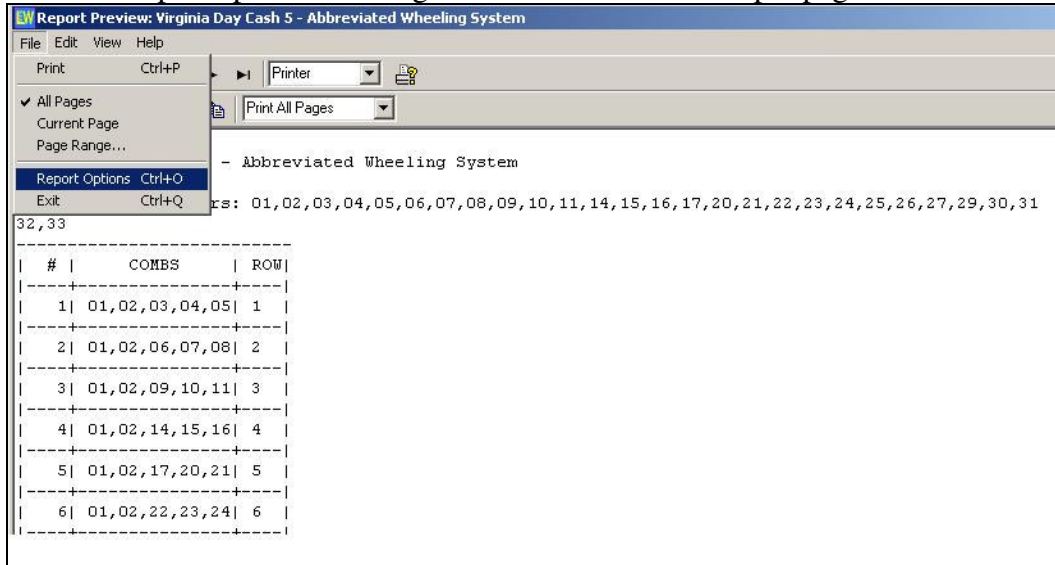 EW Report Preview: Virginia Day Cash 5 - Abbreviated Wheeling System
File Edit View Help
Print Ctrl+P
Printer
All Pages
Print All Pages
Current Page
Page Range...
- Abbreviated Wheeling System
Report Options Ctrl+O
Exit Ctrl+Q
rs: 01,02,03,04,05,06,07,08,09,10,11,14,15,16,17,20,21,22,23,24,25,26,27,29,30,31
32,33
| # | COMBS | ROW|
| 1| 01,02,03,04,05| 1 |
| 2| 01,02,06,07,08| 2 |
| 3| 01,02,09,10,11| 3 |
| 4| 01,02,14,15,16| 4 |
| 5| 01,02,17,20,21| 5 |
| 6| 01,02,22,23,24| 6 |